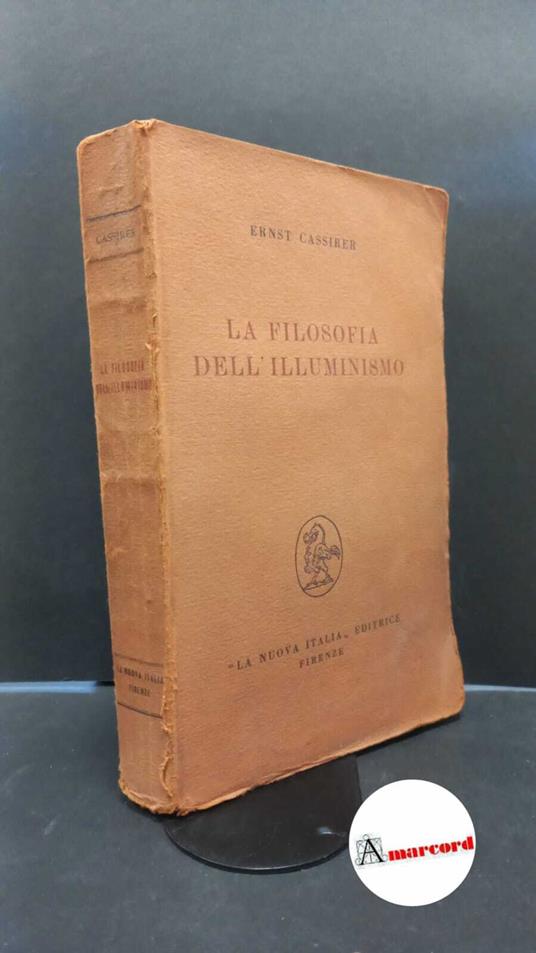 CASSIRER
LA FILOSOFIA
DELL'ILLUMINISMO
LA NUOVA ITALIA
FIRENZE
ERNST CASSIRER
LA FILOSOFIA
DELL'ILLUMINISMO
"LA NUOVA ITALIA„ EDITRICE
FIRENZE
Amarcord